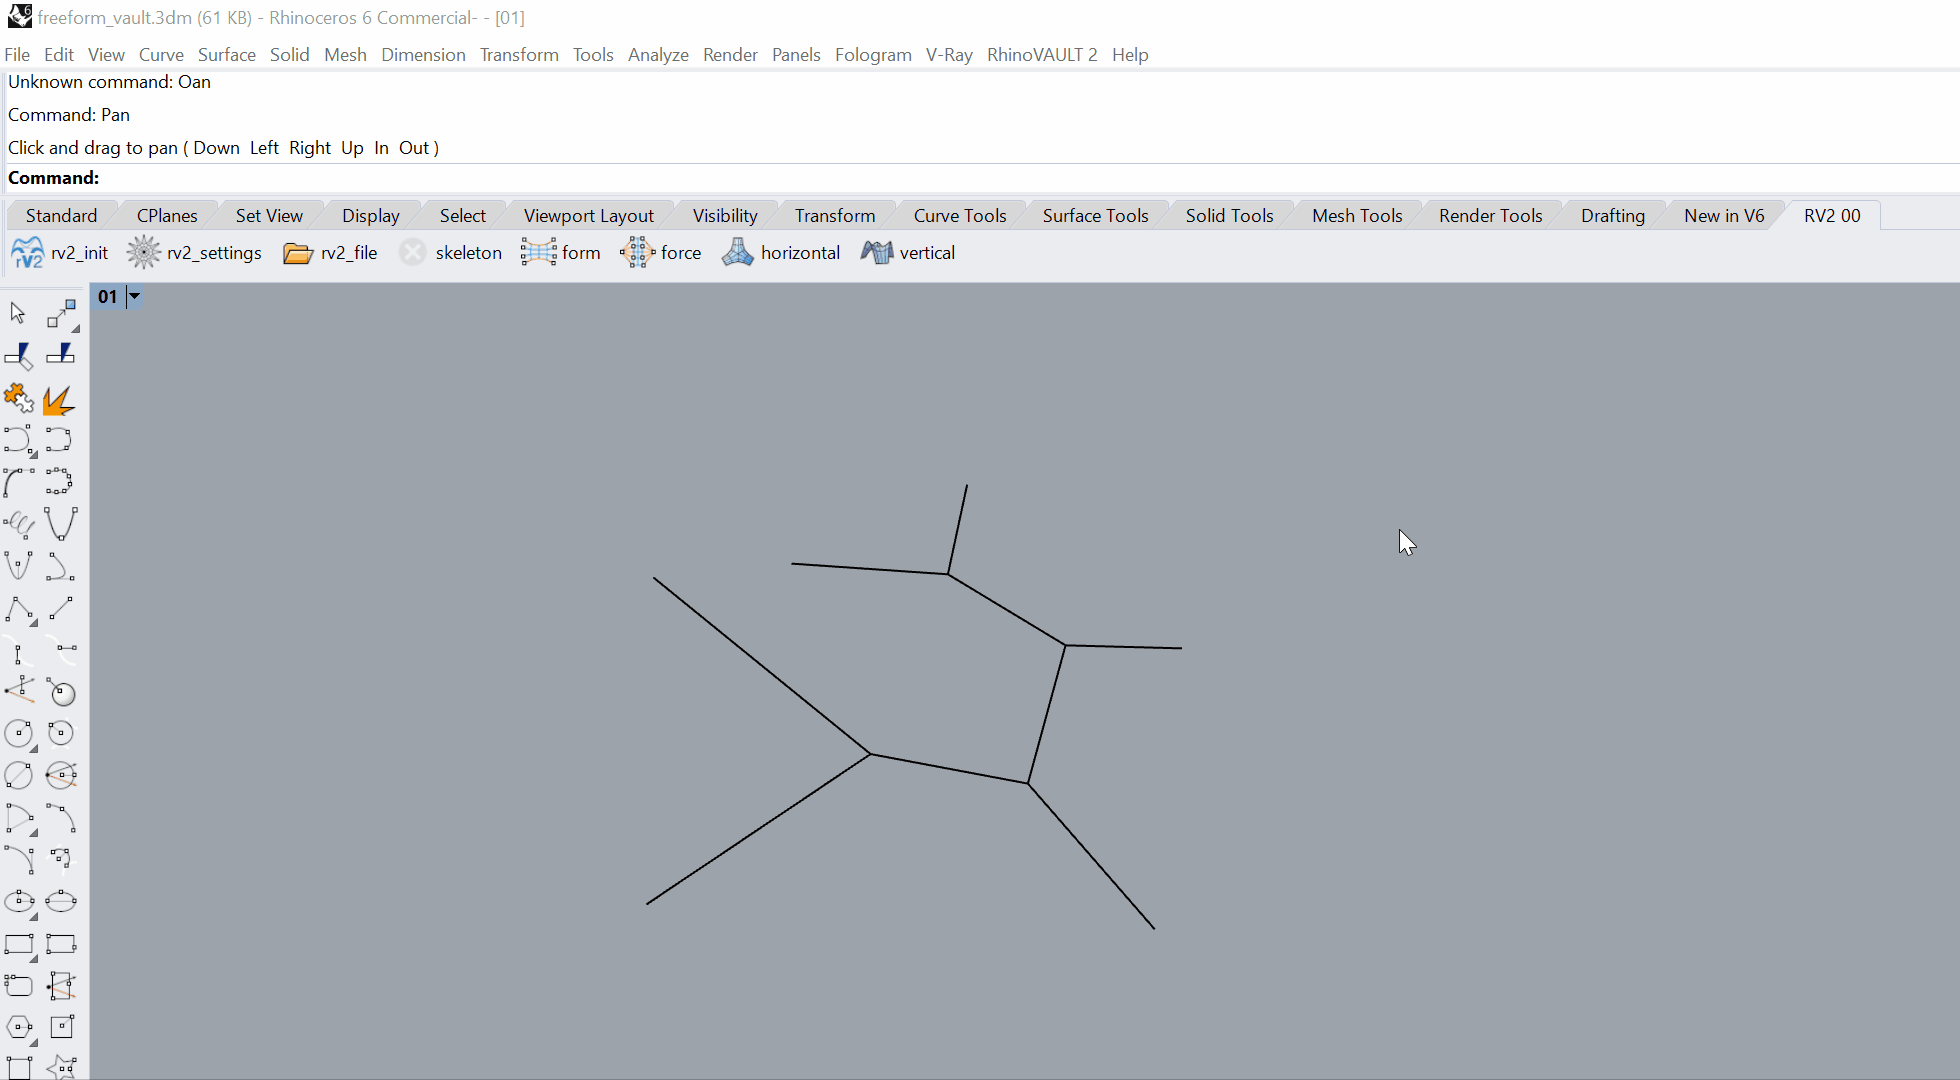 freeform_vault.3dm (61 KB) - Rhinoceros 6 Commercial- - [01]
File Edit View Curve Surface Solid Mesh Dimension Transform Tools Analyze Render Panels Fologram V-Ray RhinoVAULT 2 Help
Unknown command: Oan
Command: Pan
Click and drag to pan ( Down Left Right Up In Out )
Command:
Standard CPlanes Set View Display Select Viewport Layout Visibility Transform Curve Tools Surface Tools Solid Tools Mesh Tools Render Tools Drafting New in V6 RV2 00
rV2 rv2_init rv2_settings rv2_file skeleton form force horizontal vertical
01